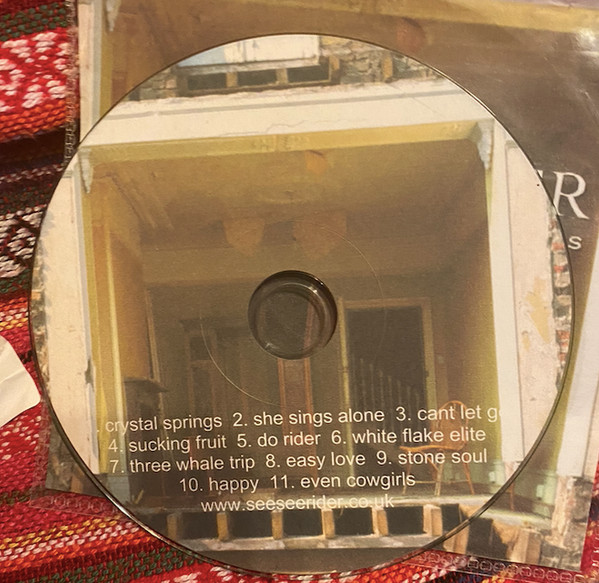 . crystal springs 2. she sings alone 3. cant let g
4. sucking fruit 5. do rider 6. white flake elite
7. three whale trip 8. easy love 9. stone soul
10. happy 11. even cowgirls
www.seeseerider.co.uk
ER
s